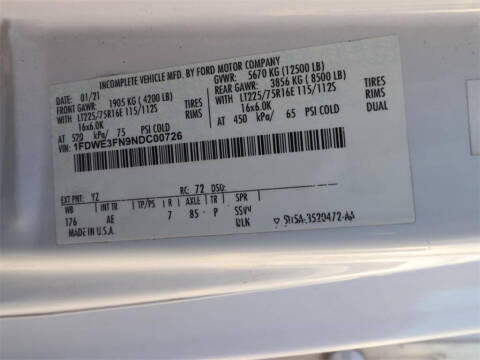 INCOMPLETE VEHICLE MFD. BY FORD MOTOR COMPANY
DATE: 01/21 GVWR: 5670 KG (12500 LB)
FRONT GAWR: 1905 KG (4200 LB) REAR GAWR: 3856 KG (8500 LB)
WITH LT225/75R16E 115/112S TIRES WITH LT225/75R16E 115/112S TIRES
16x6.0K RIMS 16x6.0K RIMS
AT 520 kPa/ 75 PSI COLD AT 450 kPa/ 65 PSI COLD DUAL
VIN: 1FDWE3FN9NDC00726
EXT PNT: YZ RC: 72 DSO:
WB INT TR TP/PS R AXLE TR SPR
176 AE 7 85 P SSVV
MADE IN U.S.A. BLK 3520472-AA